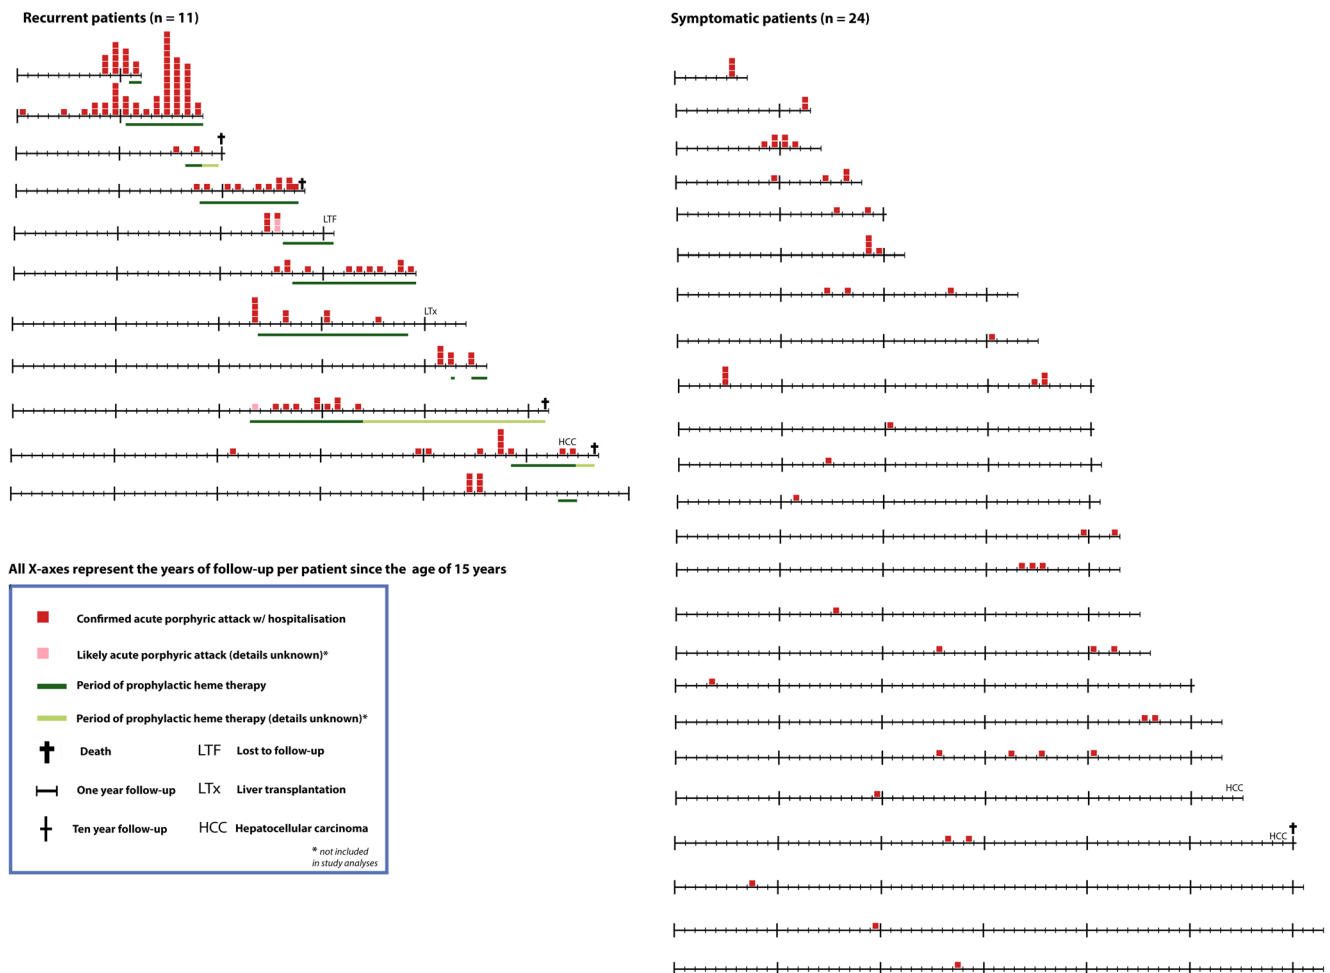 Recurrent patients (n = 11)
Symptomatic patients (n = 24)
LTF
LTx
HCC
All X-axes represent the years of follow-up per patient since the age of 15 years
Confirmed acute porphyric attack w/ hospitalisation
Likely acute porphyric attack (details unknown)*
Period of prophylactic heme therapy
Period of prophylactic heme therapy (details unknown)*
Death
LTF Lost to follow-up
One year follow-up
LTx Liver transplantation
Ten year follow-up
HCC Hepatocellular carcinoma
* not included
in study analyses
HCC
HCC